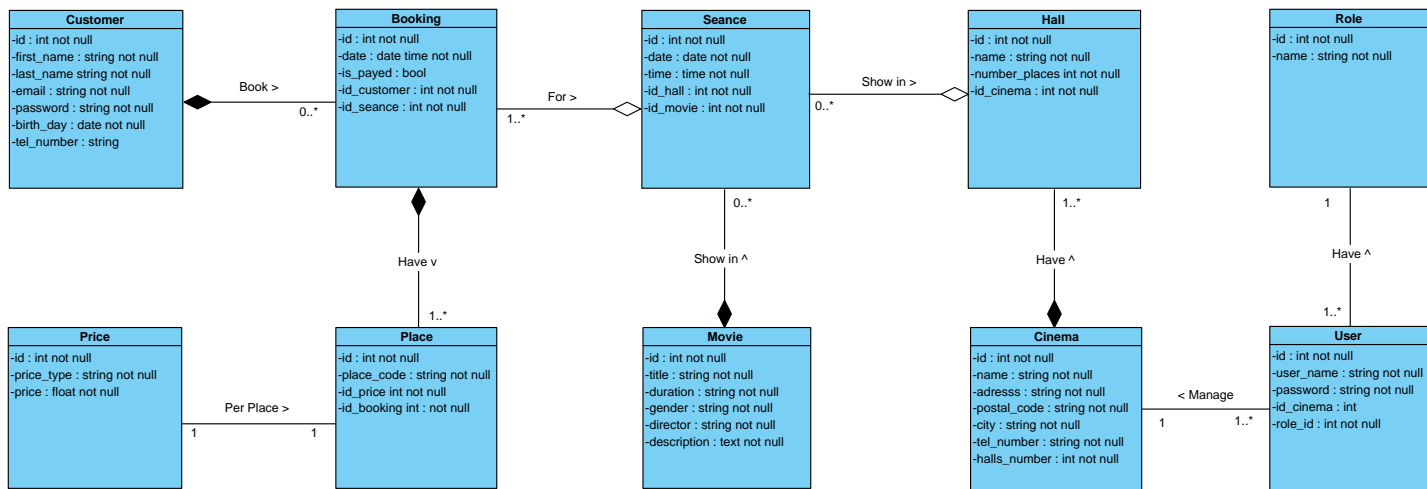 Customer
-id : int not null
-first_name : string not null
-last_name string not null
-email : string not null
-password : string not null
-birth_day : date not null
-tel_number : string
Book >
0..*
Booking
-id : int not null
-date : date time not null
-is_payed : bool
-id_customer : int not null
-id_seance : int not null
For >
1..*
Seance
-id : int not null
-date : date not null
-time : time not null
-id_hall : int not null
-id_movie : int not null
Show in >
0..*
Hall
-id : int not null
-name : string not null
-number_places int not null
-id_cinema : int not null
Role
-id : int not null
-name : string not null
Have v
1..*
0..*
Show in ^
1..*
Have ^
1
Have ^
1..*
Price
-id : int not null
-price_type : string not null
-price : float not null
Per Place >
1
1
Place
-id : int not null
-place_code : string not null
-id_price int not null
-id_booking int : not null
Movie
-id : int not null
-title : string not null
-duration : string not null
-gender : string not null
-director : string not null
-description : text not null
Cinema
-id : int not null
-name : string not null
-adresss : string not null
-postal_code : string not null
-city : string not null
-tel_number : string not null
-halls_number : int not null
< Manage
1
1..*
User
-id : int not null
-user_name : string not null
-password : string not null
-id_cinema : int
-role_id : int not null